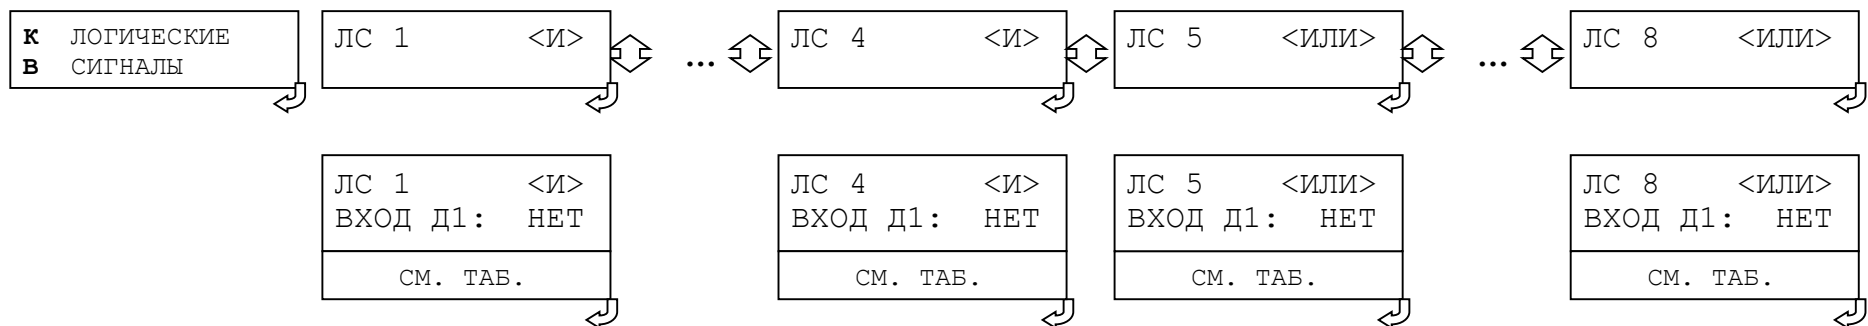 К ЛОГИЧЕСКИЕ
В СИГНАЛЫ
ЛС 1 <И>
...
ЛС 4 <И>
ЛС 5 <ИЛИ>
...
ЛС 8 <ИЛИ>
ЛС 1 <И>
ВХОД Д1: НЕТ
СМ. ТАБ.
ЛС 4 <И>
ВХОД Д1: НЕТ
СМ. ТАБ.
ЛС 5 <ИЛИ>
ВХОД Д1: НЕТ
СМ. ТАБ.
ЛС 8 <ИЛИ>
ВХОД Д1: НЕТ
СМ. ТАБ.